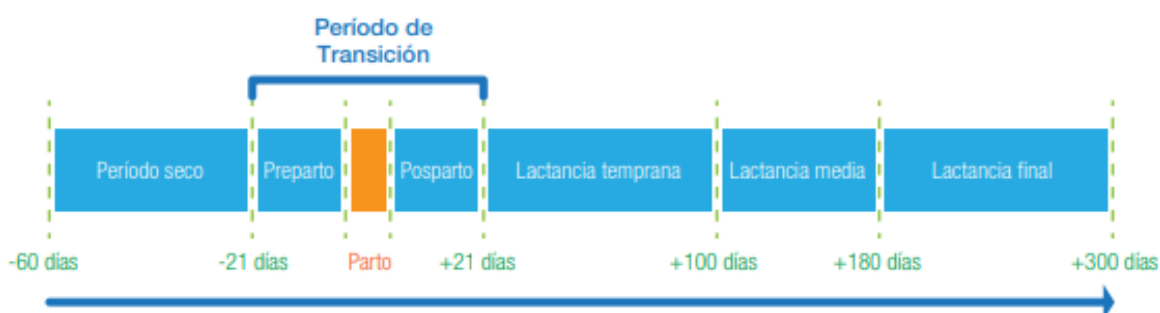 Período de
Transición
Período seco
Preparto
Posparto
Lactancia temprana
Lactancia media
Lactancia final
-60 días
-21 días
Parto
+21 días
+100 días
+180 días
+300 días